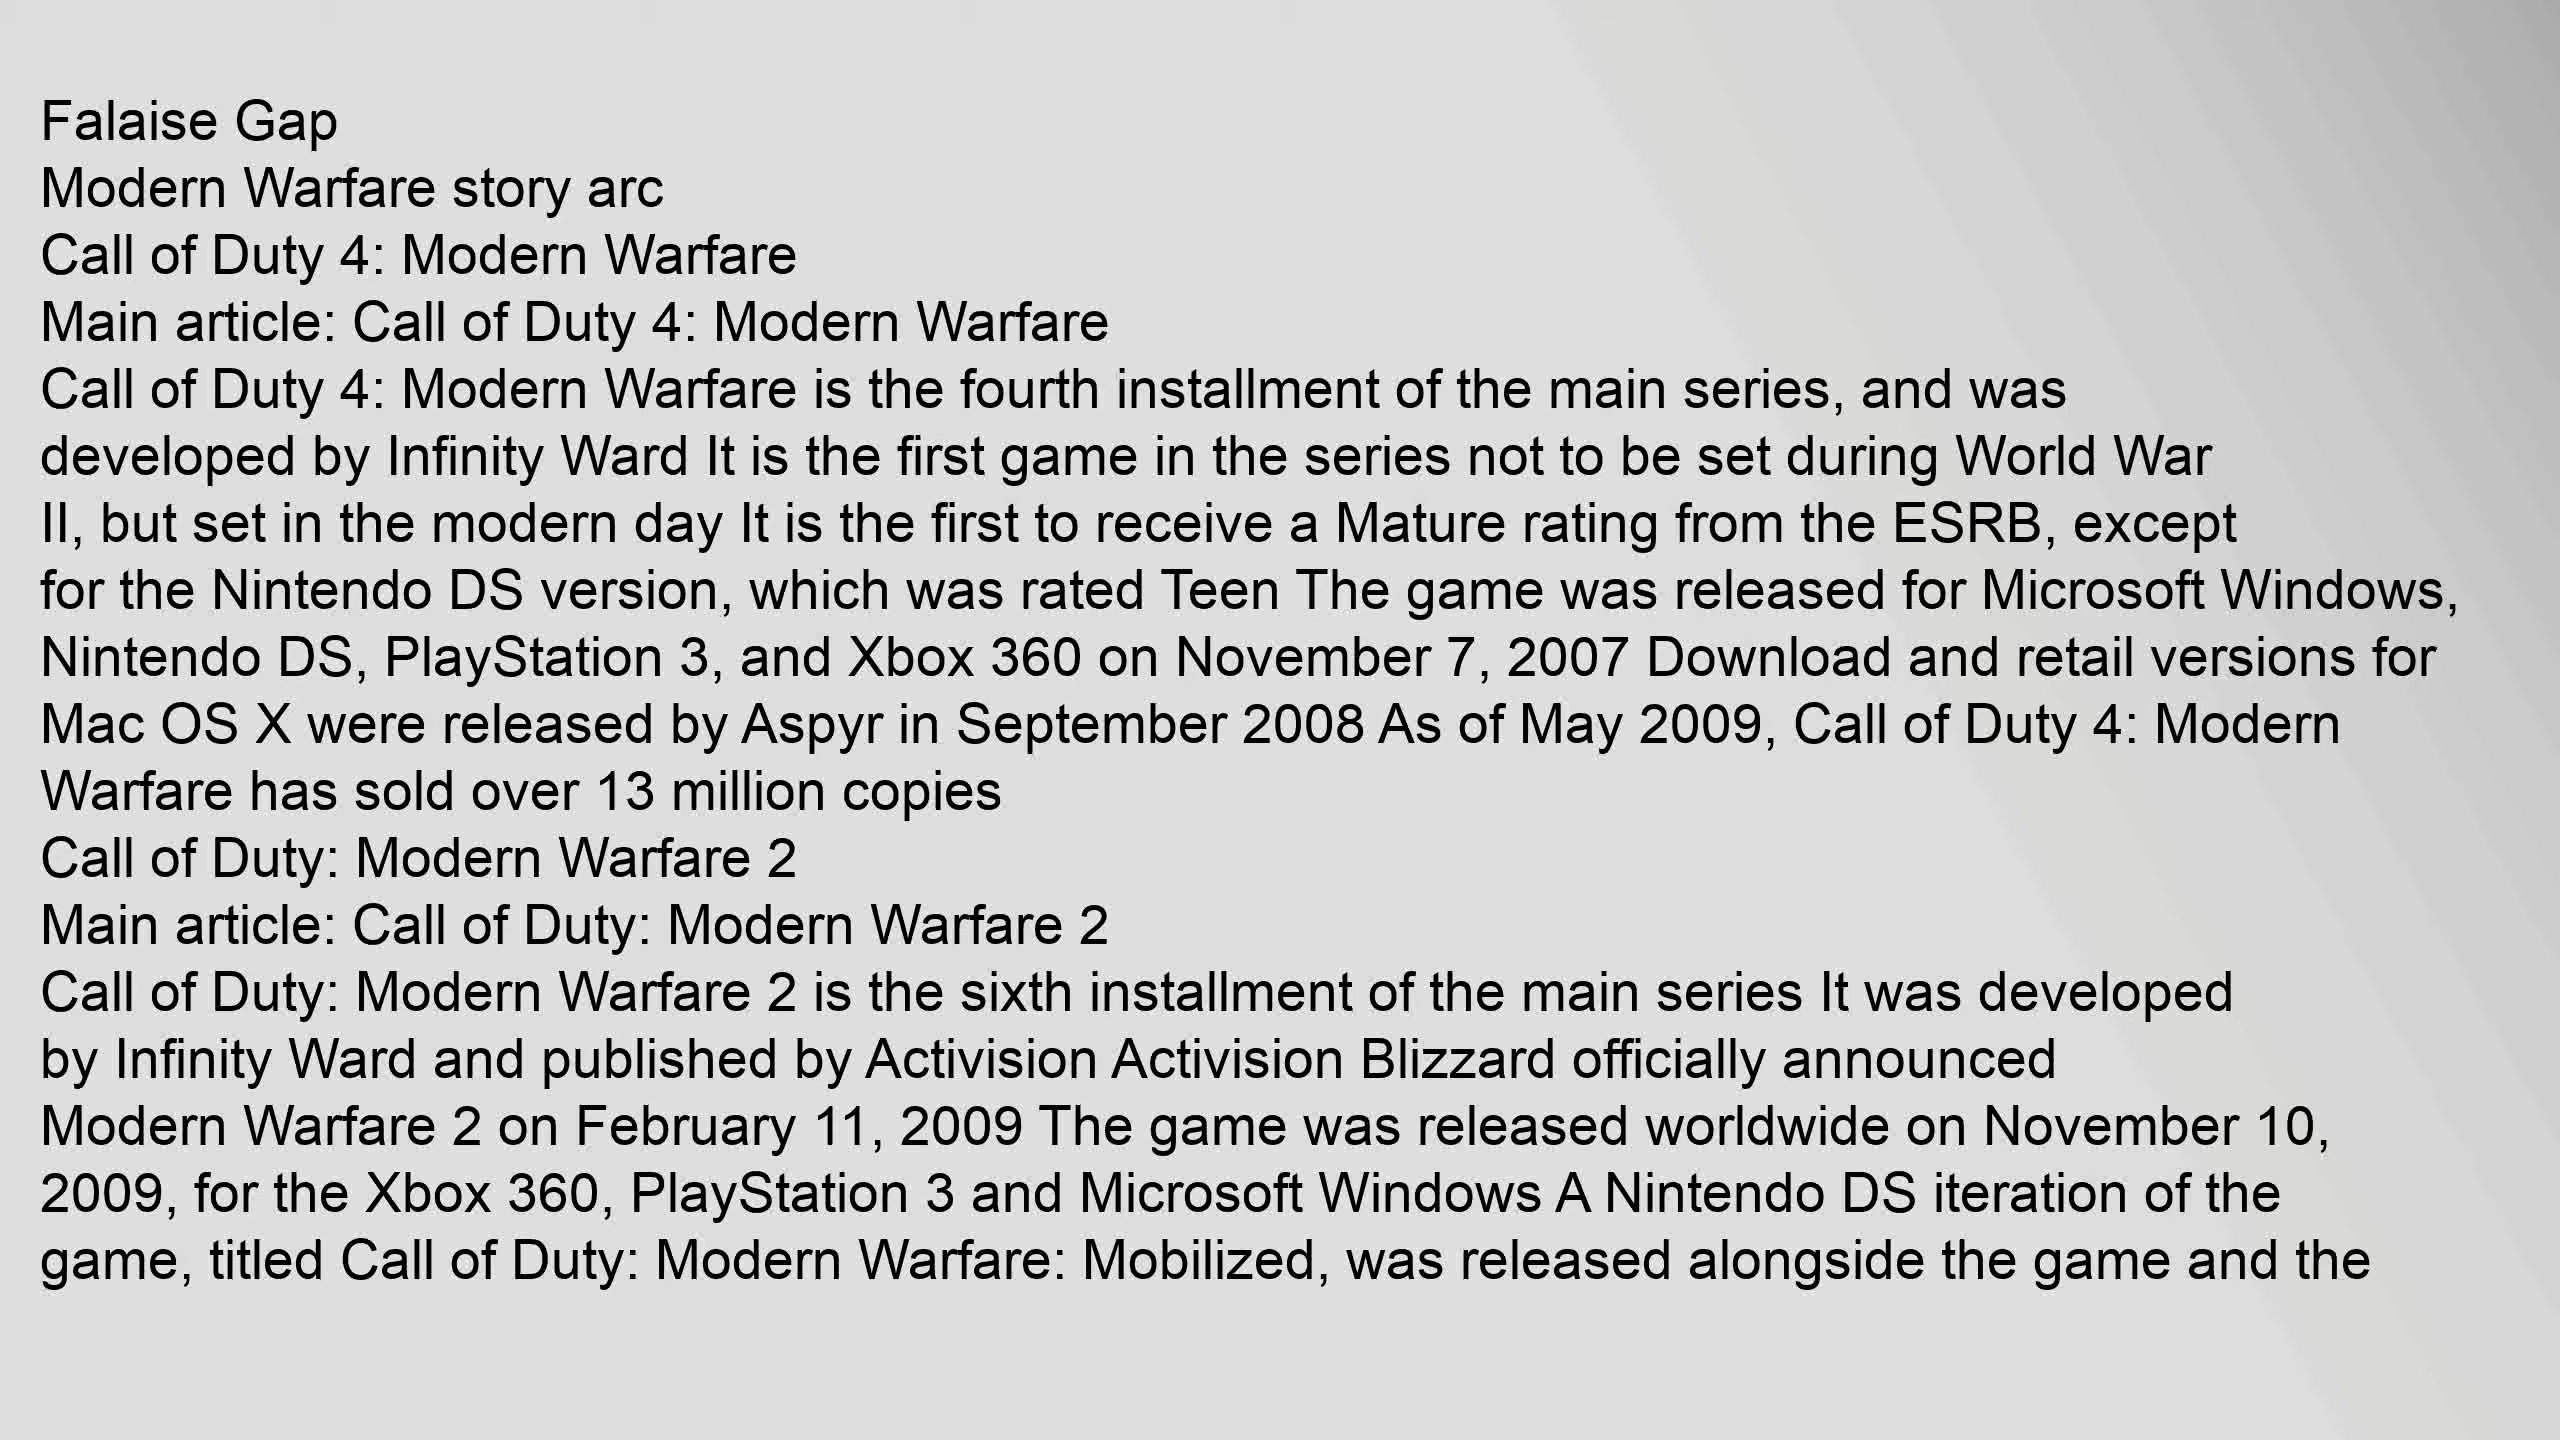 Falaise Gap
Modern Warfare story arc
Call of Duty 4: Modern Warfare
Main article: Call of Duty 4: Modern Warfare
Call of Duty 4: Modern Warfare is the fourth installment of the main series, and was
developed by Infinity Ward It is the first game in the series not to be set during World War
II, but set in the modern day It is the first to receive a Mature rating from the ESRB, except
for the Nintendo DS version, which was rated Teen The game was released for Microsoft Windows,
Nintendo DS, PlayStation 3, and Xbox 360 on November 7, 2007 Download and retail versions for
Mac OS X were released by Aspyr in September 2008 As of May 2009, Call of Duty 4: Modern
Warfare has sold over 13 million copies
Call of Duty: Modern Warfare 2
Main article: Call of Duty: Modern Warfare 2
Call of Duty: Modern Warfare 2 is the sixth installment of the main series It was developed
by Infinity Ward and published by Activision Activision Blizzard officially announced
Modern Warfare 2 on February 11, 2009 The game was released worldwide on November 10,
2009, for the Xbox 360, PlayStation 3 and Microsoft Windows A Nintendo DS iteration of the
game, titled Call of Duty: Modern Warfare: Mobilized, was released alongside the game and the